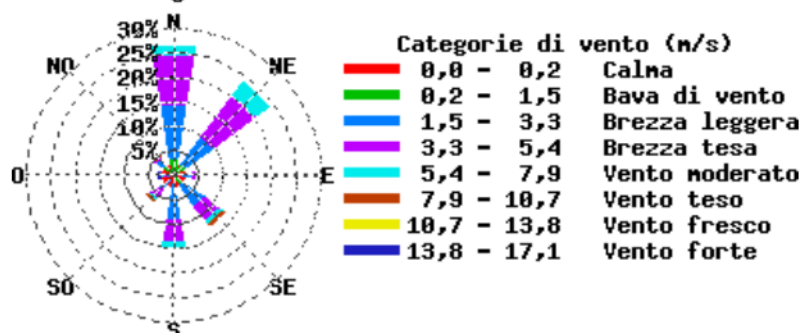 N
30%
25%
20%
15%
10%
5%
NO
NE
O
E
SO
SE
S
Categorie di vento (m/s)
0,0 - 0,2 Calma
0,2 - 1,5 Bava di vento
1,5 - 3,3 Brezza leggera
3,3 - 5,4 Brezza tesa
5,4 - 7,9 Vento moderato
7,9 - 10,7 Vento teso
10,7 - 13,8 Vento fresco
13,8 - 17,1 Vento forte